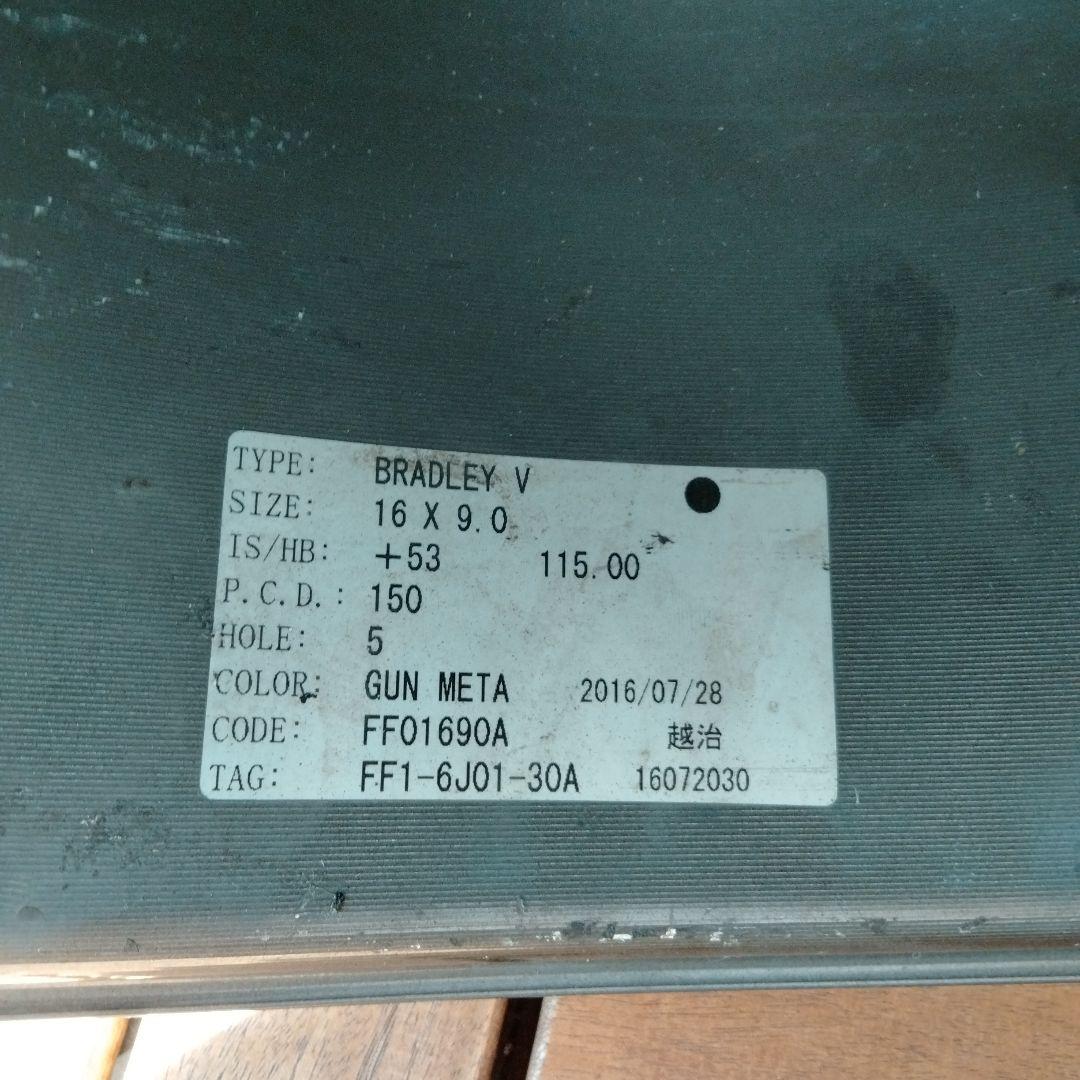 TYPE: BRADLEY V
SIZE: 16 X 9.0
IS/HB: +53 115.00
P.C.D.: 150
HOLE: 5
COLOR: GUN META 2016/07/28
CODE: FF01690A 越治
TAG: FF1-6J01-30A 16072030